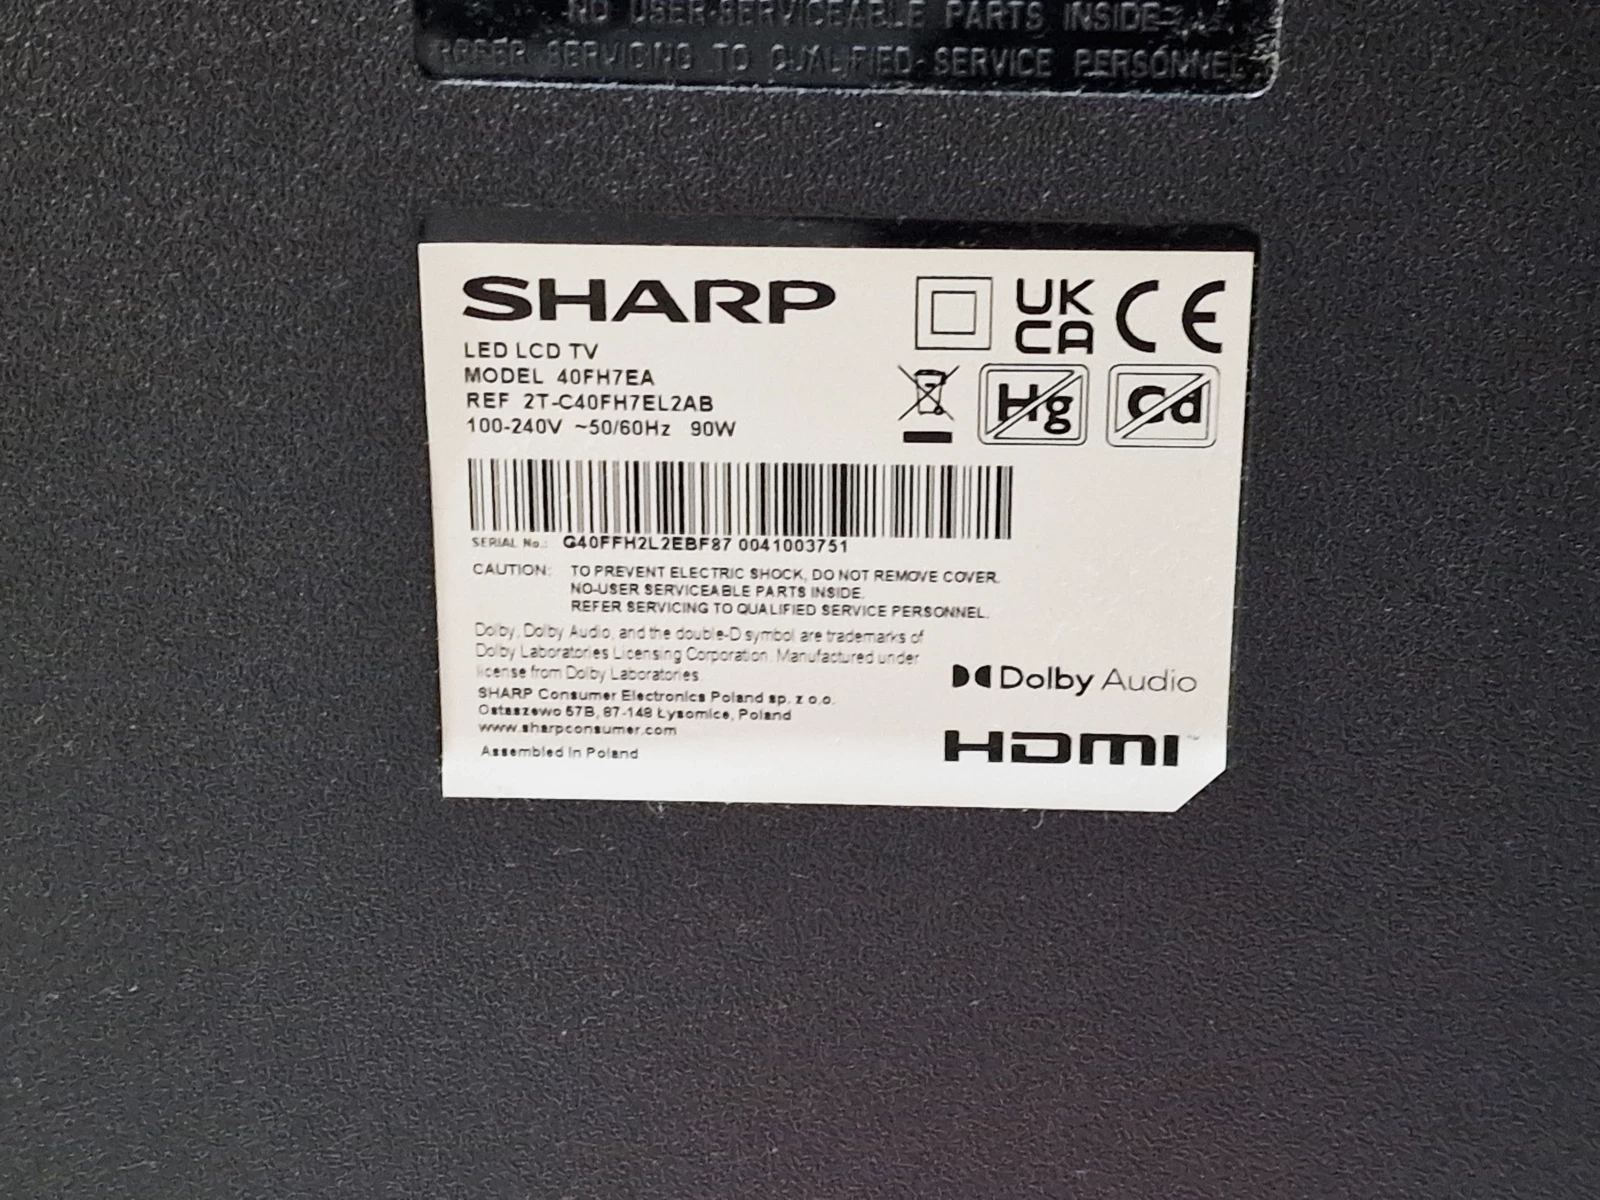 NO USER-SERVICEABLE PARTS INSIDE
REFER SERVICING TO QUALIFIED SERVICE PERSONNEL
SHARP
UK
CA
CE
LED LCD TV
MODEL 40FH7EA
REF 2T-C40FH7EL2AB
100-240V ~50/60Hz 90W
Hg
Cd
SERIAL No.: G40FFH2L2EBF87 0041003751
CAUTION: TO PREVENT ELECTRIC SHOCK, DO NOT REMOVE COVER.
NO-USER SERVICEABLE PARTS INSIDE.
REFER SERVICING TO QUALIFIED SERVICE PERSONNEL.
Dolby, Dolby Audio, and the double-D symbol are trademarks of
Dolby Laboratories Licensing Corporation. Manufactured under
license from Dolby Laboratories.
Dolby Audio
SHARP Consumer Electronics Poland sp. z o.o.
Ostaszewo 57B, 87-148 Łysomice, Poland
www.sharpconsumer.com
HDMI™
Assembled in Poland